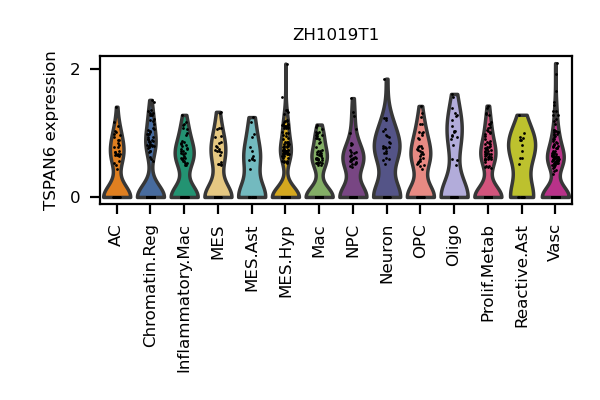 ZH1019T1
TSPAN6 expression
2
0
AC
Chromatin.Reg
Inflammatory.Mac
MES
MES.Ast
MES.Hyp
Mac
NPC
Neuron
OPC
Oligo
Prolif.Metab
Reactive.Ast
Vasc